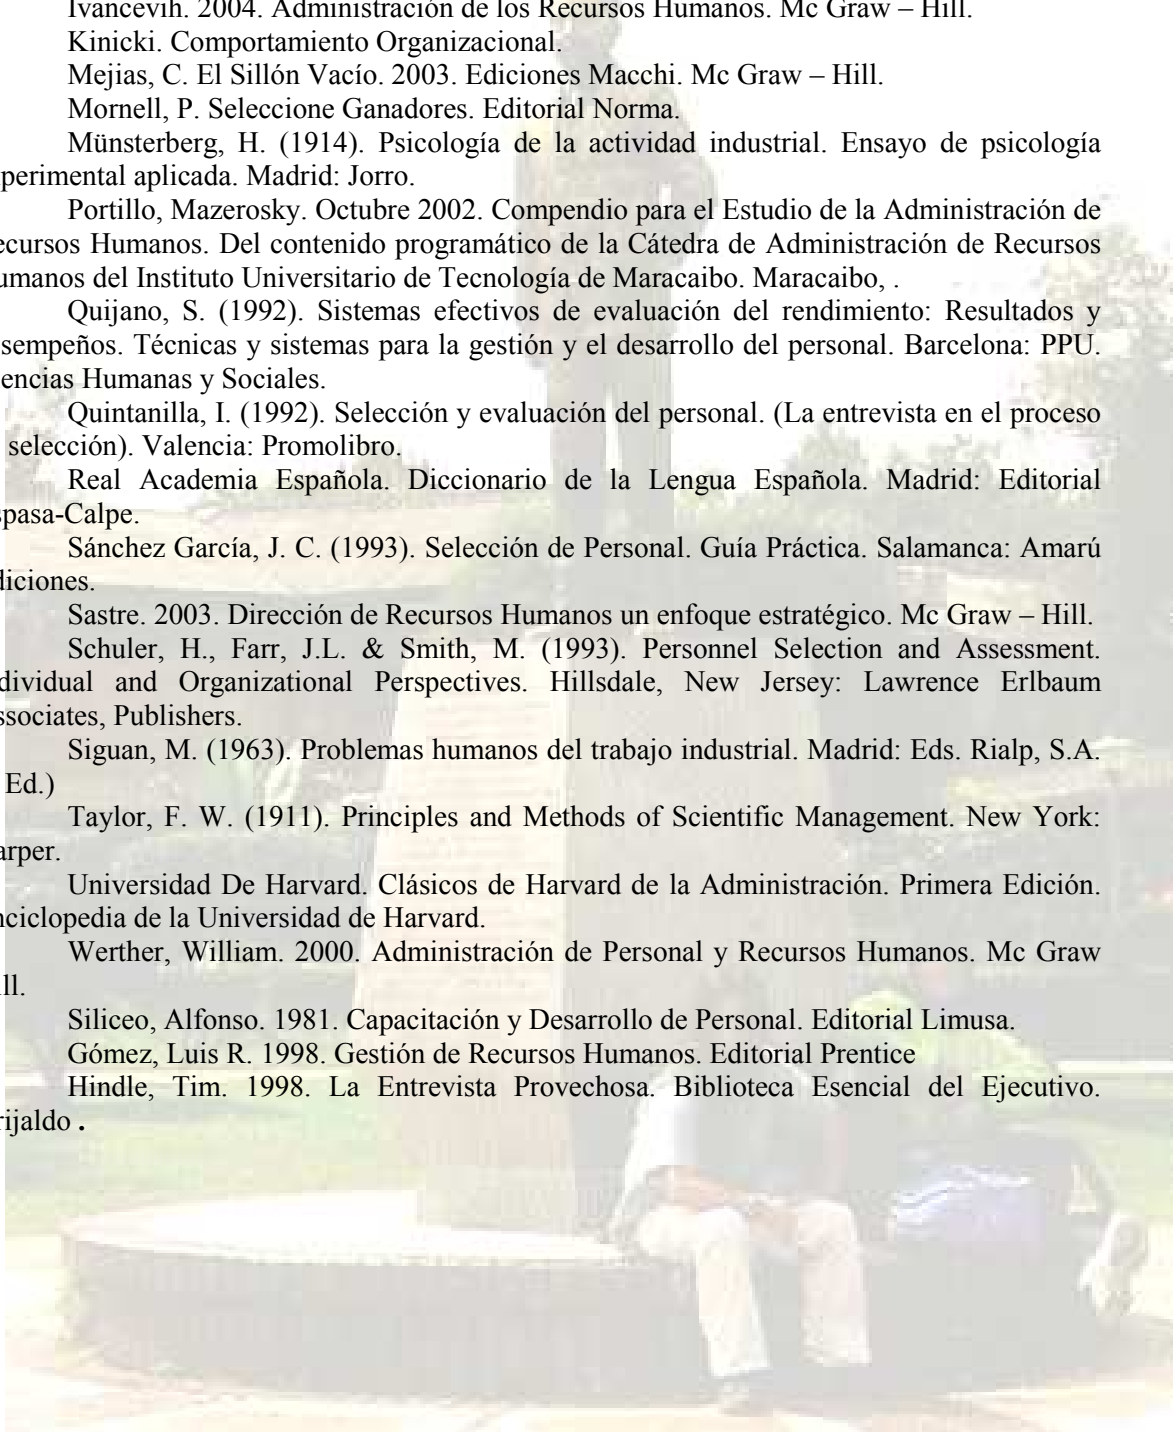 Ivancevih. 2004. Administración de los Recursos Humanos. Mc Graw – Hill.
Kinicki. Comportamiento Organizacional.
Mejias, C. El Sillón Vacío. 2003. Ediciones Macchi. Mc Graw – Hill.
Mornell, P. Seleccione Ganadores. Editorial Norma.
Münsterberg, H. (1914). Psicología de la actividad industrial. Ensayo de psicología
perimental aplicada. Madrid: Jorro.
Portillo, Mazerosky. Octubre 2002. Compendio para el Estudio de la Administración de
ecursos Humanos. Del contenido programático de la Cátedra de Administración de Recursos
umanos del Instituto Universitario de Tecnología de Maracaibo. Maracaibo, .
Quijano, S. (1992). Sistemas efectivos de evaluación del rendimiento: Resultados y
sempeños. Técnicas y sistemas para la gestión y el desarrollo del personal. Barcelona: PPU.
encias Humanas y Sociales.
Quintanilla, I. (1992). Selección y evaluación del personal. (La entrevista en el proceso
selección). Valencia: Promolibro.
Real Academia Española. Diccionario de la Lengua Española. Madrid: Editorial
spasa-Calpe.
Sánchez García, J. C. (1993). Selección de Personal. Guía Práctica. Salamanca: Amarú
diciones.
Sastre. 2003. Dirección de Recursos Humanos un enfoque estratégico. Mc Graw – Hill.
Schuler, H., Farr, J.L. & Smith, M. (1993). Personnel Selection and Assessment.
dividual and Organizational Perspectives. Hillsdale, New Jersey: Lawrence Erlbaum
ssociates, Publishers.
Siguan, M. (1963). Problemas humanos del trabajo industrial. Madrid: Eds. Rialp, S.A.
Ed.)
Taylor, F. W. (1911). Principles and Methods of Scientific Management. New York:
arper.
Universidad De Harvard. Clásicos de Harvard de la Administración. Primera Edición.
nciclopedia de la Universidad de Harvard.
Werther, William. 2000. Administración de Personal y Recursos Humanos. Mc Graw
ll.
Siliceo, Alfonso. 1981. Capacitación y Desarrollo de Personal. Editorial Limusa.
Gómez, Luis R. 1998. Gestión de Recursos Humanos. Editorial Prentice
Hindle, Tim. 1998. La Entrevista Provechosa. Biblioteca Esencial del Ejecutivo.
rijaldo .